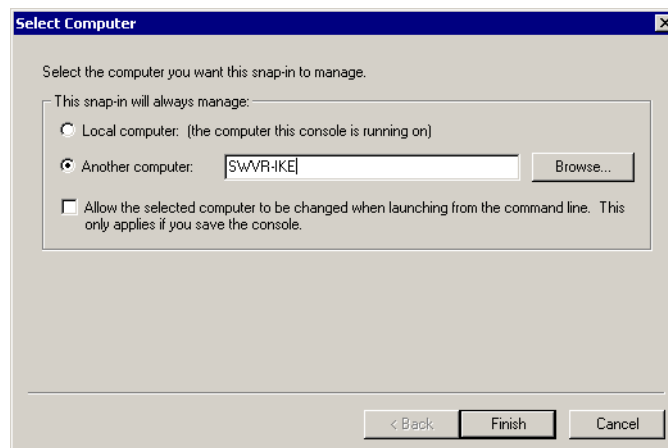 Select Computer
Select the computer you want this snap-in to manage.
This snap-in will always manage:
Local computer: (the computer this console is running on)
Another computer: SWVR-IKE Browse...
Allow the selected computer to be changed when launching from the command line. This
only applies if you save the console.
< Back Finish Cancel